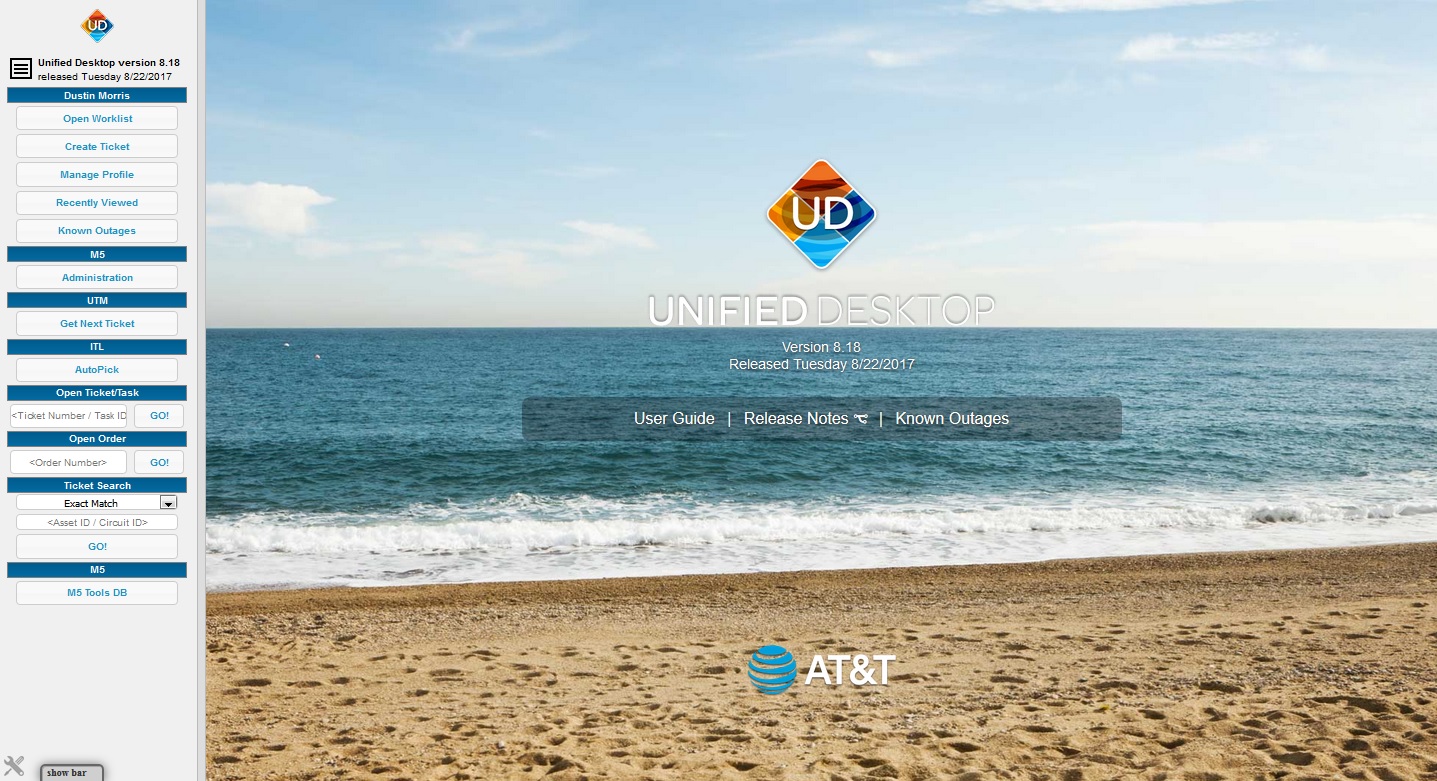 UD
Unified Desktop version 8.18
released Tuesday 8/22/2017
Dustin Morris
Open Worklist
Create Ticket
Manage Profile
Recently Viewed
Known Outages
M5
Administration
UTM
Get Next Ticket
ITL
AutoPick
Open Ticket/Task
<Ticket Number / Task ID GO!
Open Order
<Order Number> GO!
Ticket Search
Exact Match
<Asset ID / Circuit ID>
GO!
M5
M5 Tools DB
show bar
UD
UNIFIED DESKTOP
Version 8.18
Released Tuesday 8/22/2017
User Guide | Release Notes | Known Outages
AT&T